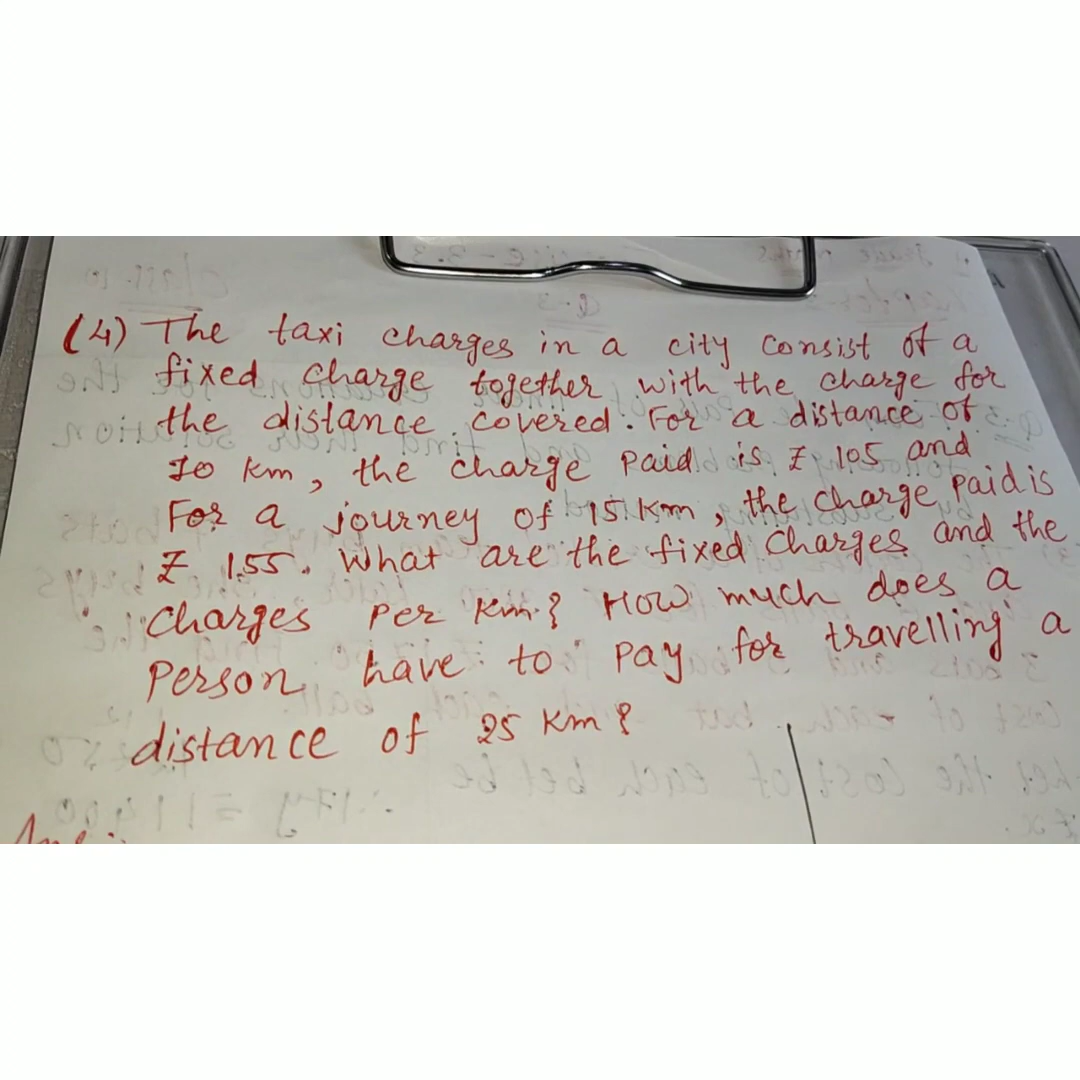 (4) The taxi charges in a city consist of a
fixed charge together with the charge for
the distance covered. For a distance of
10 km, the charge paid is ₹ 105 and
For a journey of 15 km, the charge paid is
₹ 155. What are the fixed charges and the
charges per km? How much does a
person have to pay for travelling a
distance of 25 km?